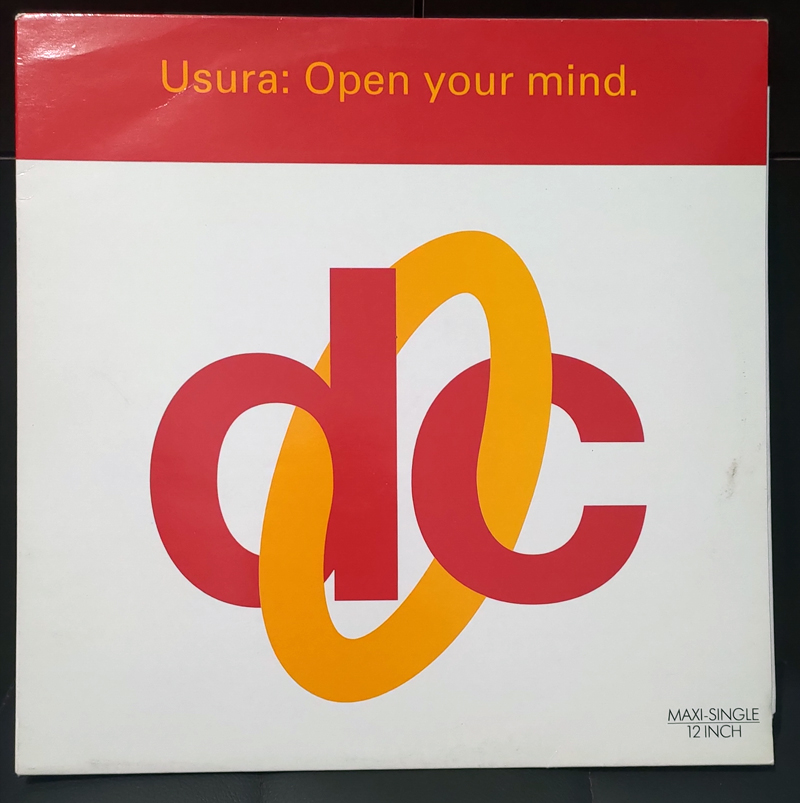 Usura: Open your mind.
dc
MAXI-SINGLE
12 INCH